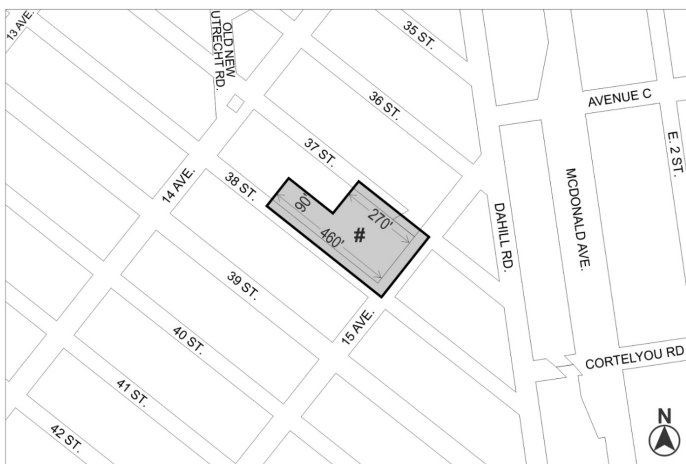 13 AVE.
OLD NEW
UTRECHT RD.
35 ST.
36 ST.
37 ST.
38 ST.
14 AVE.
39 ST.
40 ST.
41 ST.
42 ST.
15 AVE.
90'
270'
460'
#
DAHILL RD.
MCDONALD AVE.
AVENUE C
E. 2 ST.
CORTELYOU RD
N